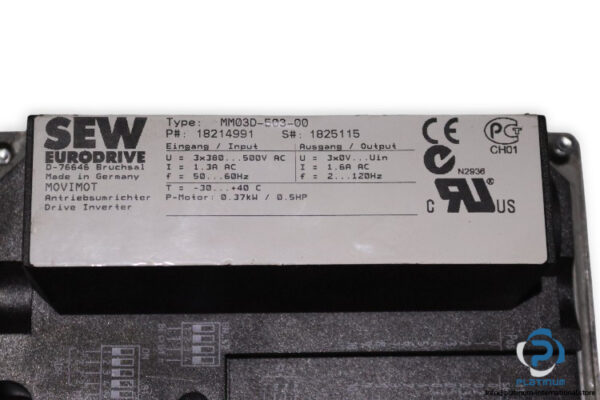 SEW
EURODRIVE
D-76646 Bruchsal
Made in Germany
MOVIMOT
Antriebsumrichter
Drive Inverter
Type: MM03D-503-00
P#: 18214991 S#: 1825115
Eingang / Input Ausgang / Output
U = 3x380...500V AC U = 3x0V...Uin
I = 1.3A AC I = 1.6A AC
f = 50...60Hz f = 2...120Hz
T = -30...+40 C
P-Motor: 0.37kW / 0.5HP
CE
CH01
N2936
C US
PLATINUM